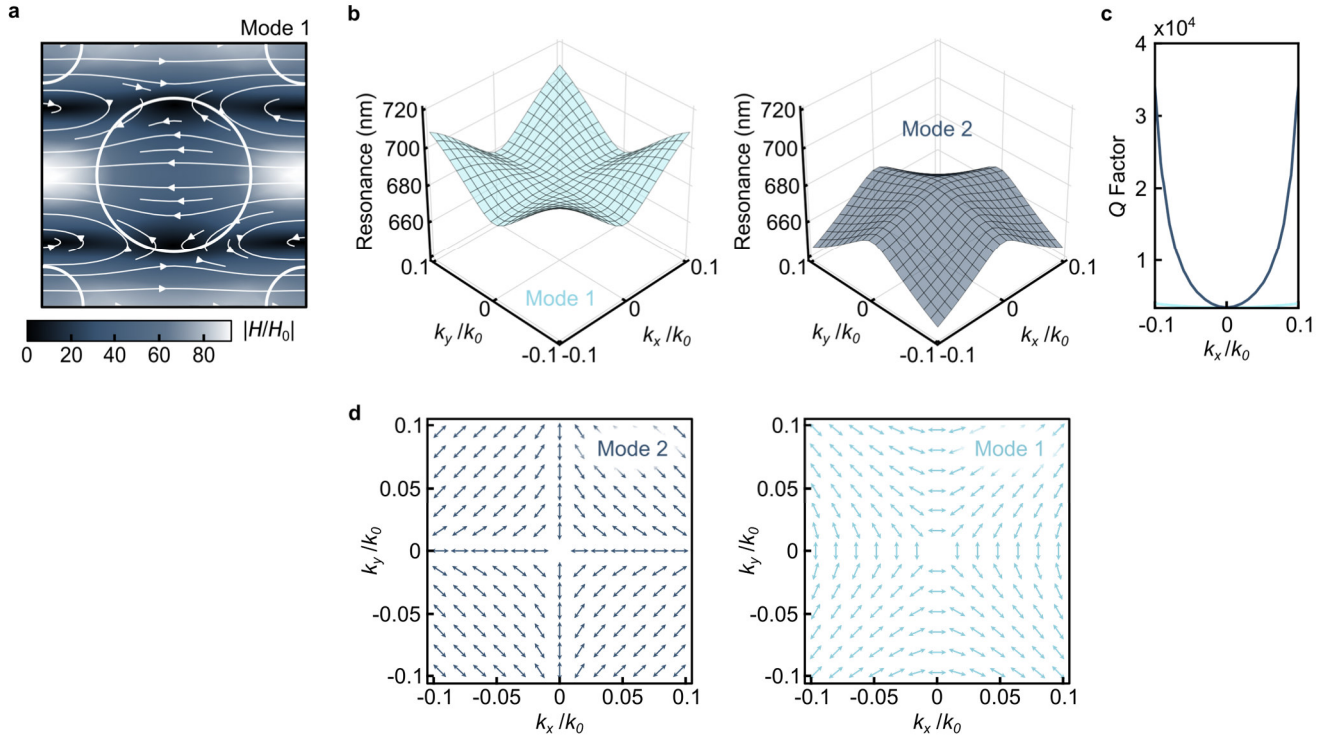 a
Mode 1
0 20 40 60 80 |H/H0|
b
Resonance (nm)
720
700
680
660
0.1
0
-0.1
ky /k0
Mode 1
-0.1
0
0.1
kx /k0
Resonance (nm)
720
700
680
660
0.1
0
-0.1
ky /k0
Mode 2
-0.1
0
0.1
kx /k0
c
x10⁴
Q Factor
4
3
2
1
-0.1 0 0.1
kx /k0
d
Mode 2
ky /k0
0.1
0.05
0
-0.05
-0.1
-0.1 -0.05 0 0.05 0.1
kx /k0
Mode 1
ky /k0
0.1
0.05
0
-0.05
-0.1
-0.1 -0.05 0 0.05 0.1
kx /k0